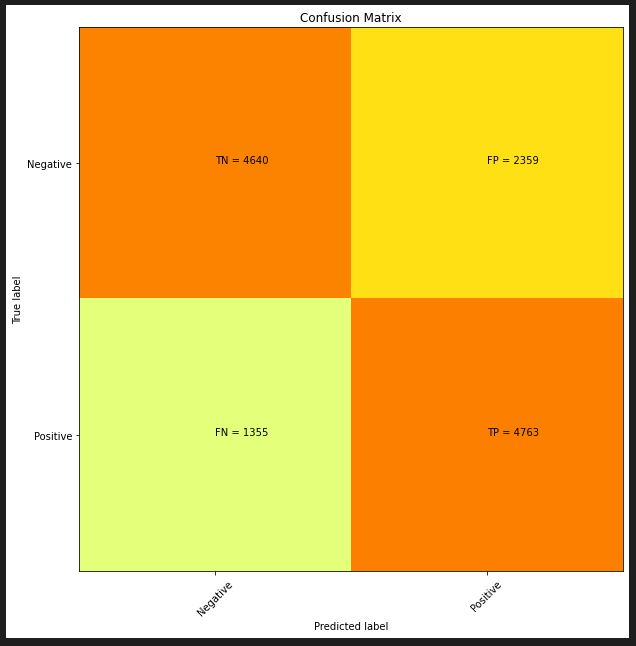 Confusion Matrix
Negative
TN = 4640
FP = 2359
True label
Positive
FN = 1355
TP = 4763
Negative
Positive
Predicted label